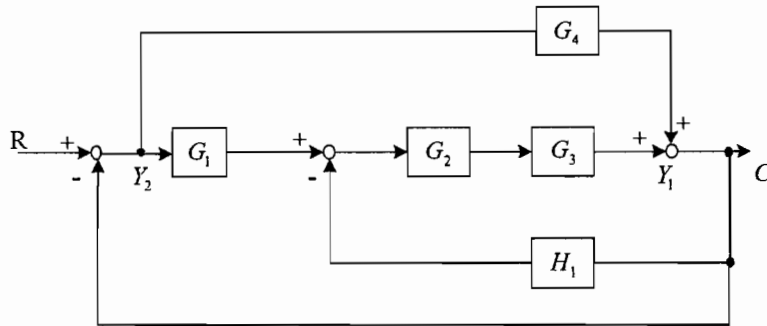 G₄
+
R + G₁ + G₂ G₃ + C
- Y₂ - Y₁
H₁